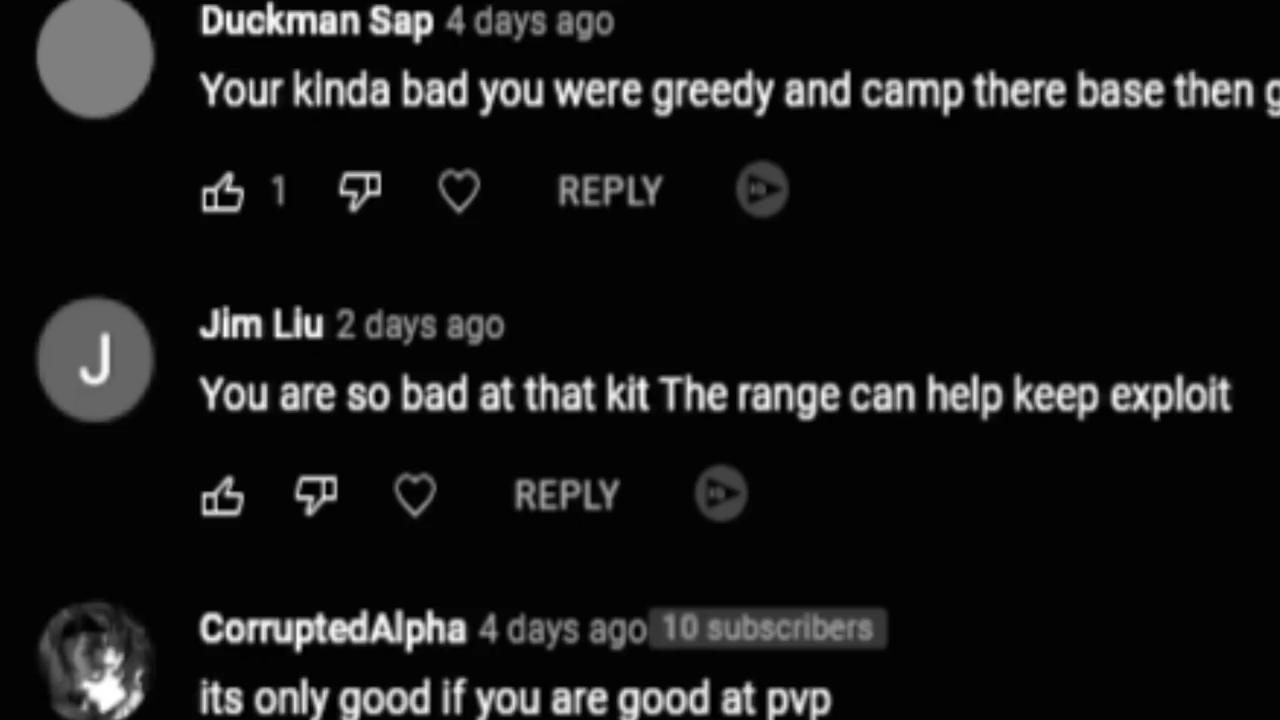 Duckman Sap 4 days ago
Your kinda bad you were greedy and camp there base then g
1 REPLY
J
Jim Liu 2 days ago
You are so bad at that kit The range can help keep exploit
REPLY
CorruptedAlpha 4 days ago 10 subscribers
its only good if you are good at pvp